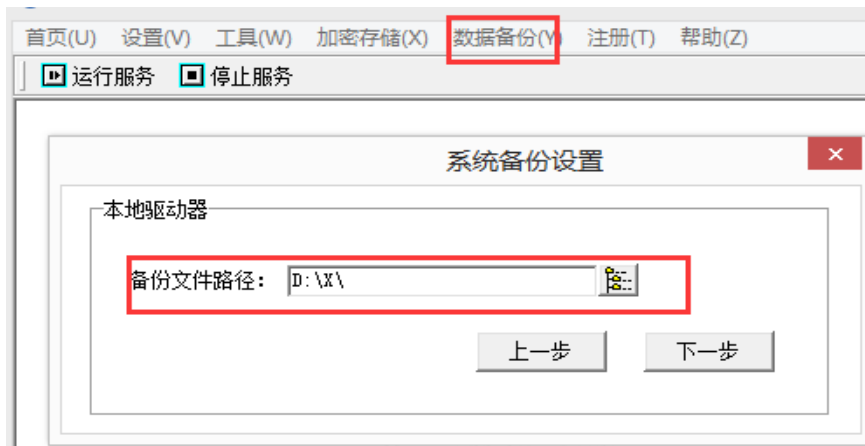 首页(U) 设置(V) 工具(W) 加密存储(X) 数据备份(Y) 注册(T) 帮助(Z)
运行服务 停止服务
系统备份设置
本地驱动器
备份文件路径: D:\X\
上一步 下一步